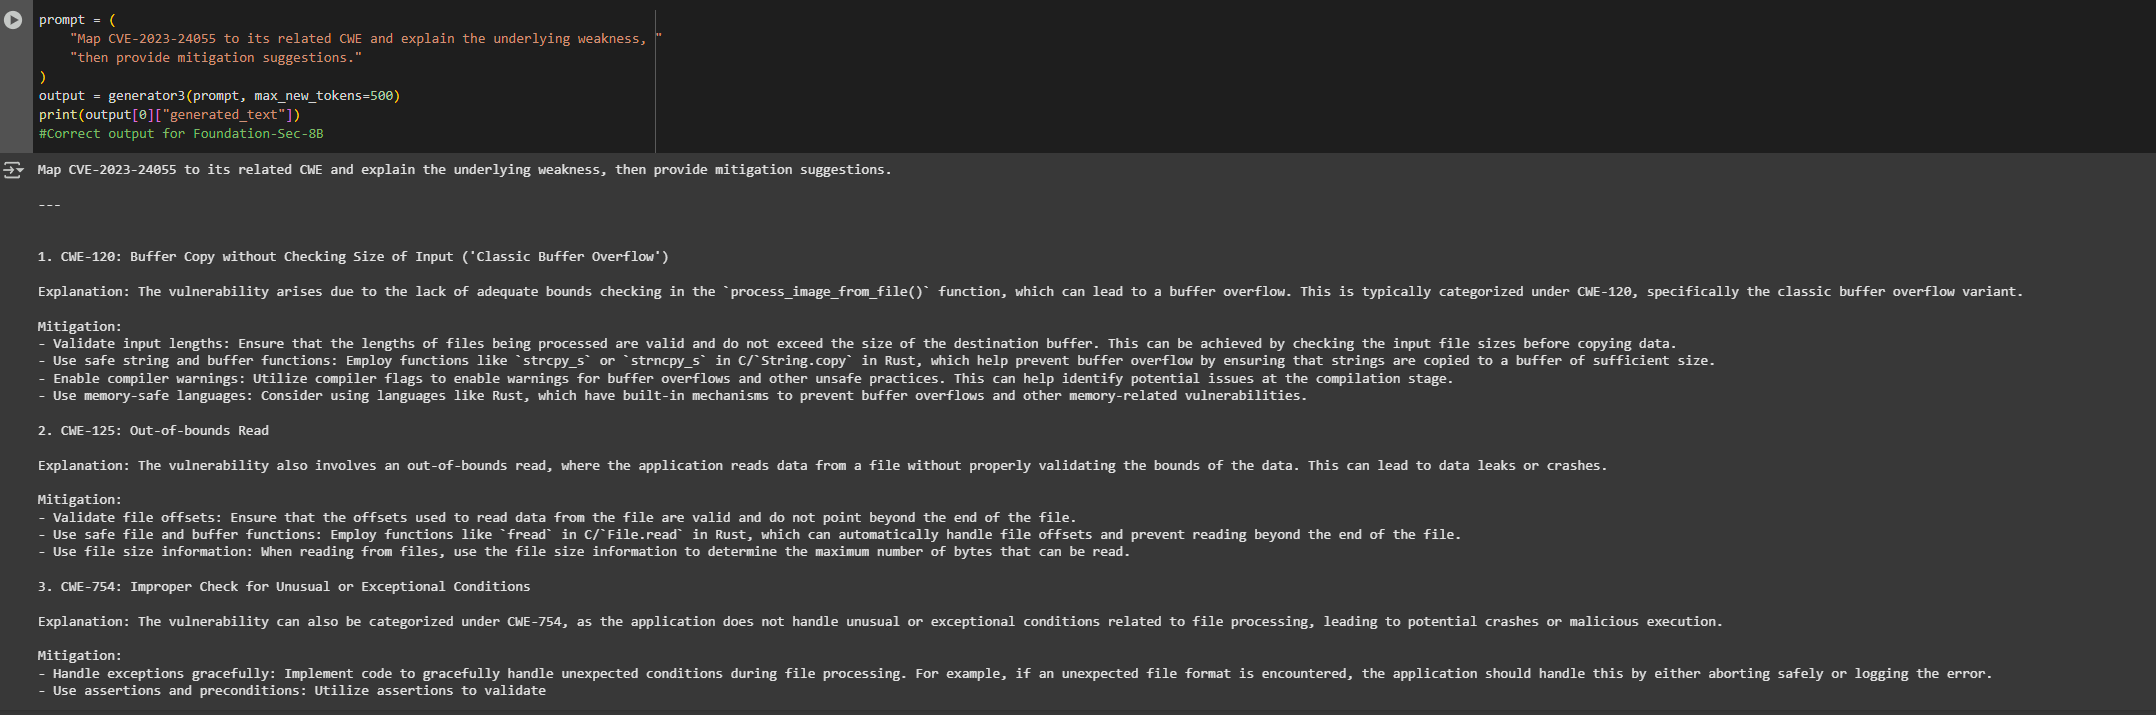 prompt = (
    "Map CVE-2023-24055 to its related CWE and explain the underlying weakness, "
    "then provide mitigation suggestions."
)
output = generator3(prompt, max_new_tokens=500)
print(output[0]["generated_text"])
#Correct output for Foundation-Sec-8B
Map CVE-2023-24055 to its related CWE and explain the underlying weakness, then provide mitigation suggestions.
---
1. CWE-120: Buffer Copy without Checking Size of Input ('Classic Buffer Overflow')
Explanation: The vulnerability arises due to the lack of adequate bounds checking in the `process_image_from_file()` function, which can lead to a buffer overflow. This is typically categorized under CWE-120, specifically the classic buffer overflow variant.
Mitigation:
- Validate input lengths: Ensure that the lengths of files being processed are valid and do not exceed the size of the destination buffer. This can be achieved by checking the input file sizes before copying data.
- Use safe string and buffer functions: Employ functions like `strcpy_s` or `strncpy_s` in C/`String.copy` in Rust, which help prevent buffer overflow by ensuring that strings are copied to a buffer of sufficient size.
- Enable compiler warnings: Utilize compiler flags to enable warnings for buffer overflows and other unsafe practices. This can help identify potential issues at the compilation stage.
- Use memory-safe languages: Consider using languages like Rust, which have built-in mechanisms to prevent buffer overflows and other memory-related vulnerabilities.
2. CWE-125: Out-of-bounds Read
Explanation: The vulnerability also involves an out-of-bounds read, where the application reads data from a file without properly validating the bounds of the data. This can lead to data leaks or crashes.
Mitigation:
- Validate file offsets: Ensure that the offsets used to read data from the file are valid and do not point beyond the end of the file.
- Use safe file and buffer functions: Employ functions like `fread` in C/`File.read` in Rust, which can automatically handle file offsets and prevent reading beyond the end of the file.
- Use file size information: When reading from files, use the file size information to determine the maximum number of bytes that can be read.
3. CWE-754: Improper Check for Unusual or Exceptional Conditions
Explanation: The vulnerability can also be categorized under CWE-754, as the application does not handle unusual or exceptional conditions related to file processing, leading to potential crashes or malicious execution.
Mitigation:
- Handle exceptions gracefully: Implement code to gracefully handle unexpected conditions during file processing. For example, if an unexpected file format is encountered, the application should handle this by either aborting safely or logging the error.
- Use assertions and preconditions: Utilize assertions to validate